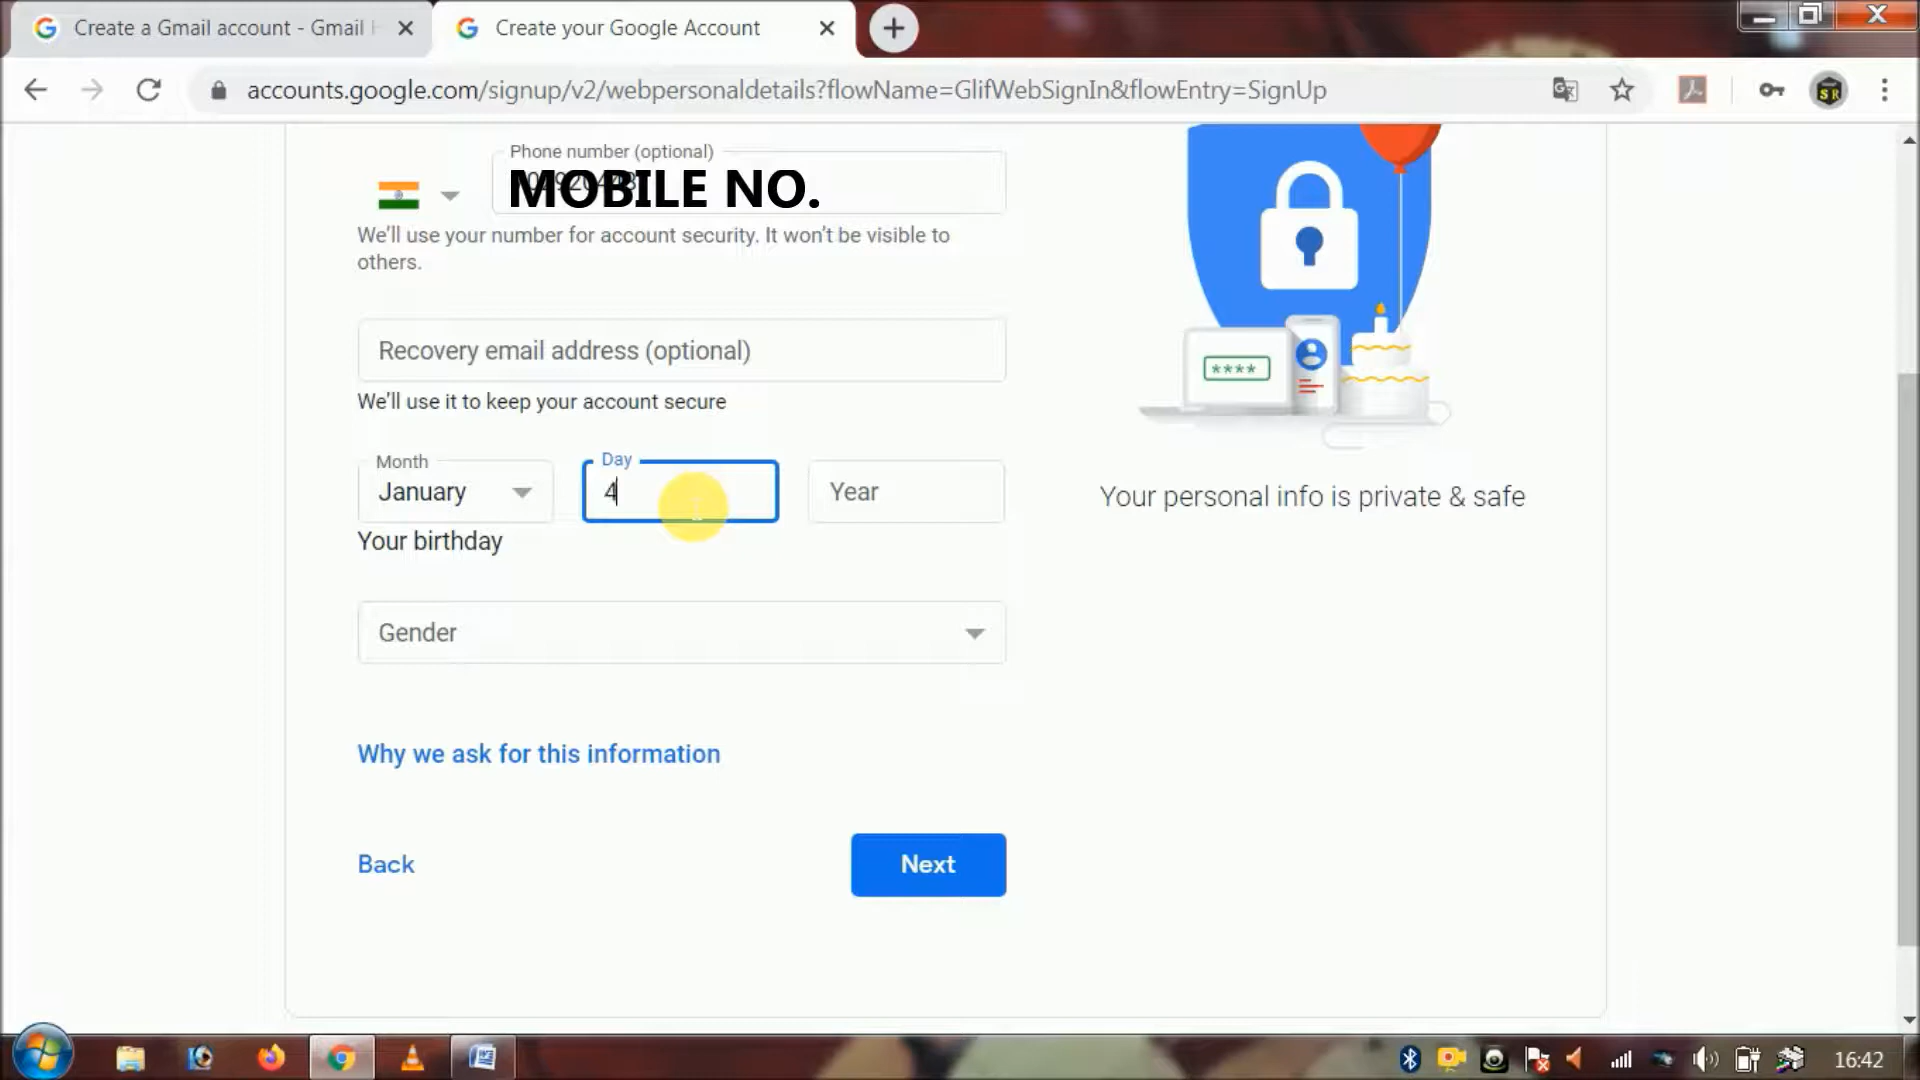 Create a Gmail account - Gmail H
Create your Google Account
accounts.google.com/signup/v2/webpersonaldetails?flowName=GlifWebSignIn&flowEntry=SignUp
SR
Phone number (optional)
MOBILE NO.
We'll use your number for account security. It won't be visible to
others.
Recovery email address (optional)
We'll use it to keep your account secure
****
Month
Day
January
4
Year
Your personal info is private & safe
Your birthday
Gender
Why we ask for this information
Back
Next
16:42